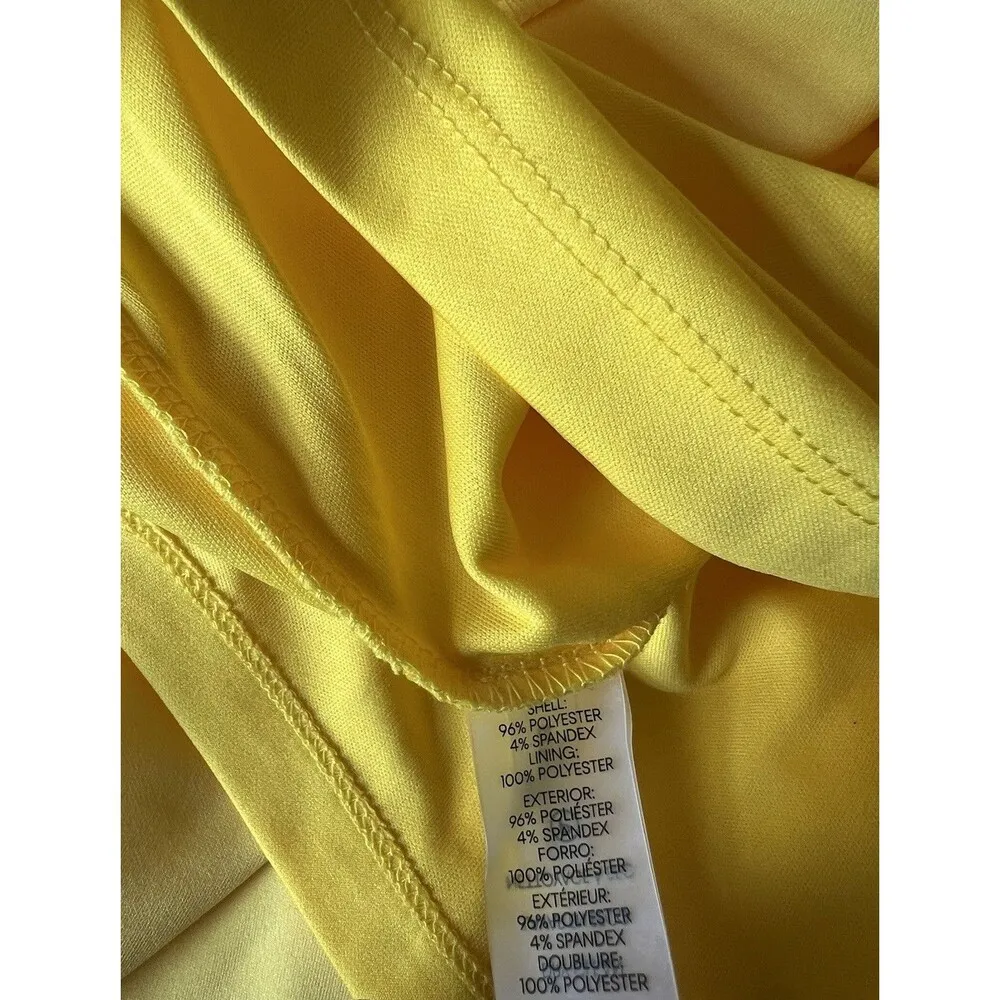 SHELL:
96% POLYESTER
4% SPANDEX
LINING:
100% POLYESTER
EXTERIOR:
96% POLIÉSTER
4% SPANDEX
FORRO:
100% POLIÉSTER
EXTÉRIEUR:
96% POLYESTER
4% SPANDEX
DOUBLURE:
100% POLYESTER